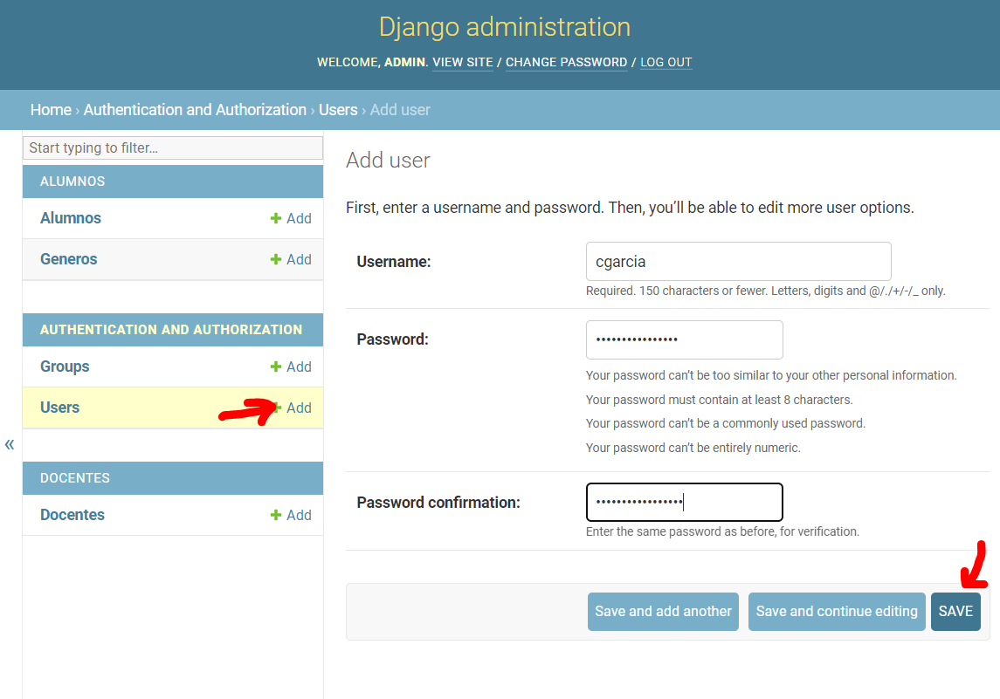 Django administration
WELCOME, ADMIN. VIEW SITE / CHANGE PASSWORD / LOG OUT
Home › Authentication and Authorization › Users › Add user
Start typing to filter…
ALUMNOS
Alumnos + Add
Generos + Add
AUTHENTICATION AND AUTHORIZATION
Groups + Add
Users + Add
«
DOCENTES
Docentes + Add
Add user
First, enter a username and password. Then, you’ll be able to edit more user options.
Username: cgarcia
Required. 150 characters or fewer. Letters, digits and @/./+/-/_ only.
Password: ••••••••••••••••
Your password can’t be too similar to your other personal information.
Your password must contain at least 8 characters.
Your password can’t be a commonly used password.
Your password can’t be entirely numeric.
Password confirmation: •••••••••••••••••
Enter the same password as before, for verification.
Save and add another Save and continue editing SAVE